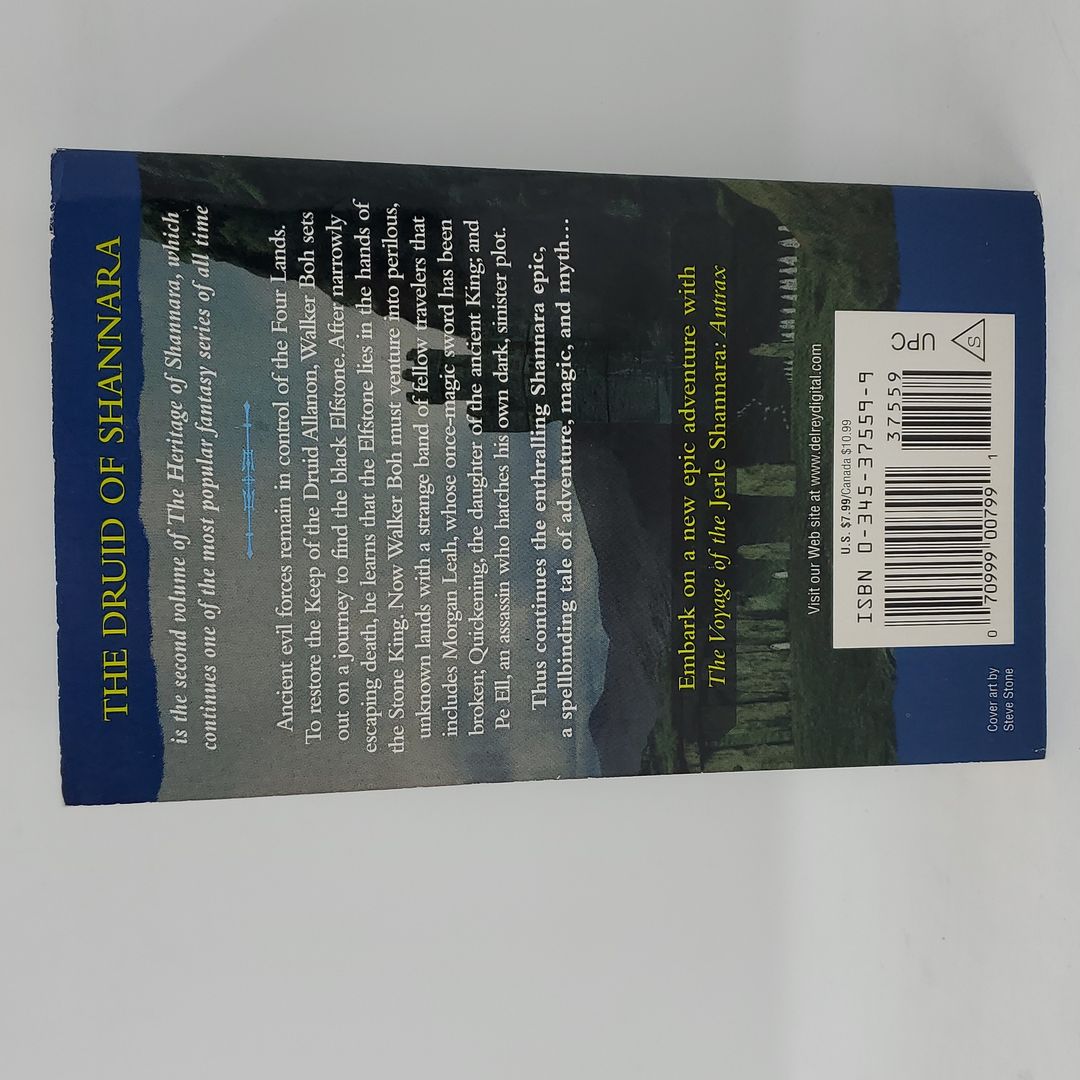 THE DRUID OF SHANNARA
is the second volume of The Heritage of Shannara, which
continues one of the most popular fantasy series of all time
Ancient evil forces remain in control of the Four Lands.
To restore the Keep of the Druid Allanon, Walker Boh sets
out on a journey to find the black Elfstone. After narrowly
escaping death, he learns that the Elfstone lies in the hands of
the Stone King. Now Walker Boh must venture into perilous,
unknown lands with a strange band of fellow travelers that
includes Morgan Leah, whose once-magic sword has been
broken; Quickening, the daughter of the ancient King; and
Pe Ell, an assassin who hatches his own dark, sinister plot.
Thus continues the enthralling Shannara epic,
a spellbinding tale of adventure, magic, and myth...
Embark on a new epic adventure with
The Voyage of the Jerle Shannara: Antrax
Visit our Web site at www.delreydigital.com
U.S. $7.99/Canada $10.99
ISBN 0-345-37559-9
37559
0 70999 00799 1
UPC
S
Cover art by
Steve Stone